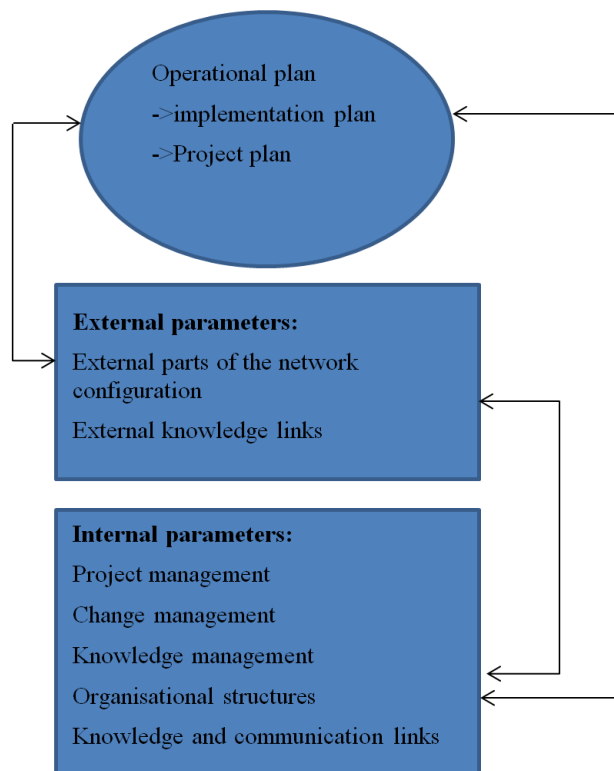 Operational plan
->implementation plan
->Project plan
External parameters:
External parts of the network
configuration
External knowledge links
Internal parameters:
Project management
Change management
Knowledge management
Organisational structures
Knowledge and communication links